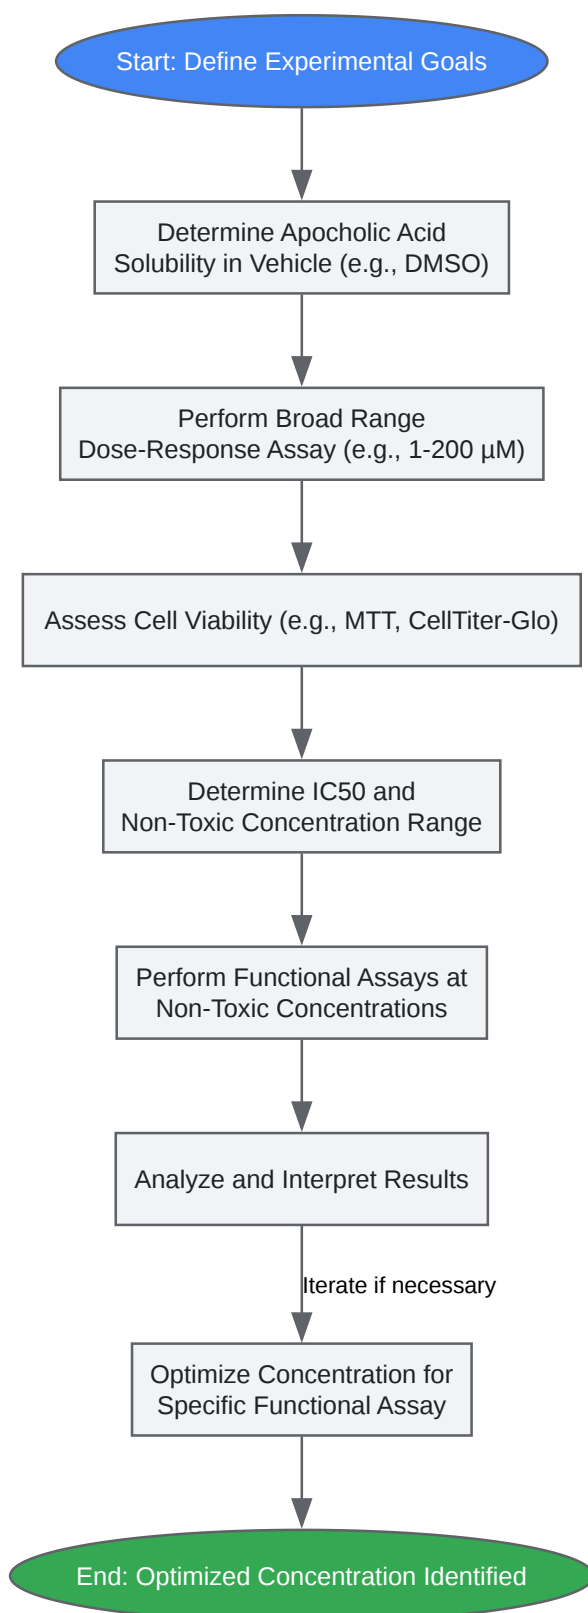 Start: Define Experimental Goals
Determine Apocholic Acid
Solubility in Vehicle (e.g., DMSO)
Perform Broad Range
Dose-Response Assay (e.g., 1-200 µM)
Assess Cell Viability (e.g., MTT, CellTiter-Glo)
Determine IC50 and
Non-Toxic Concentration Range
Perform Functional Assays at
Non-Toxic Concentrations
Analyze and Interpret Results
Iterate if necessary
Optimize Concentration for
Specific Functional Assay
End: Optimized Concentration Identified